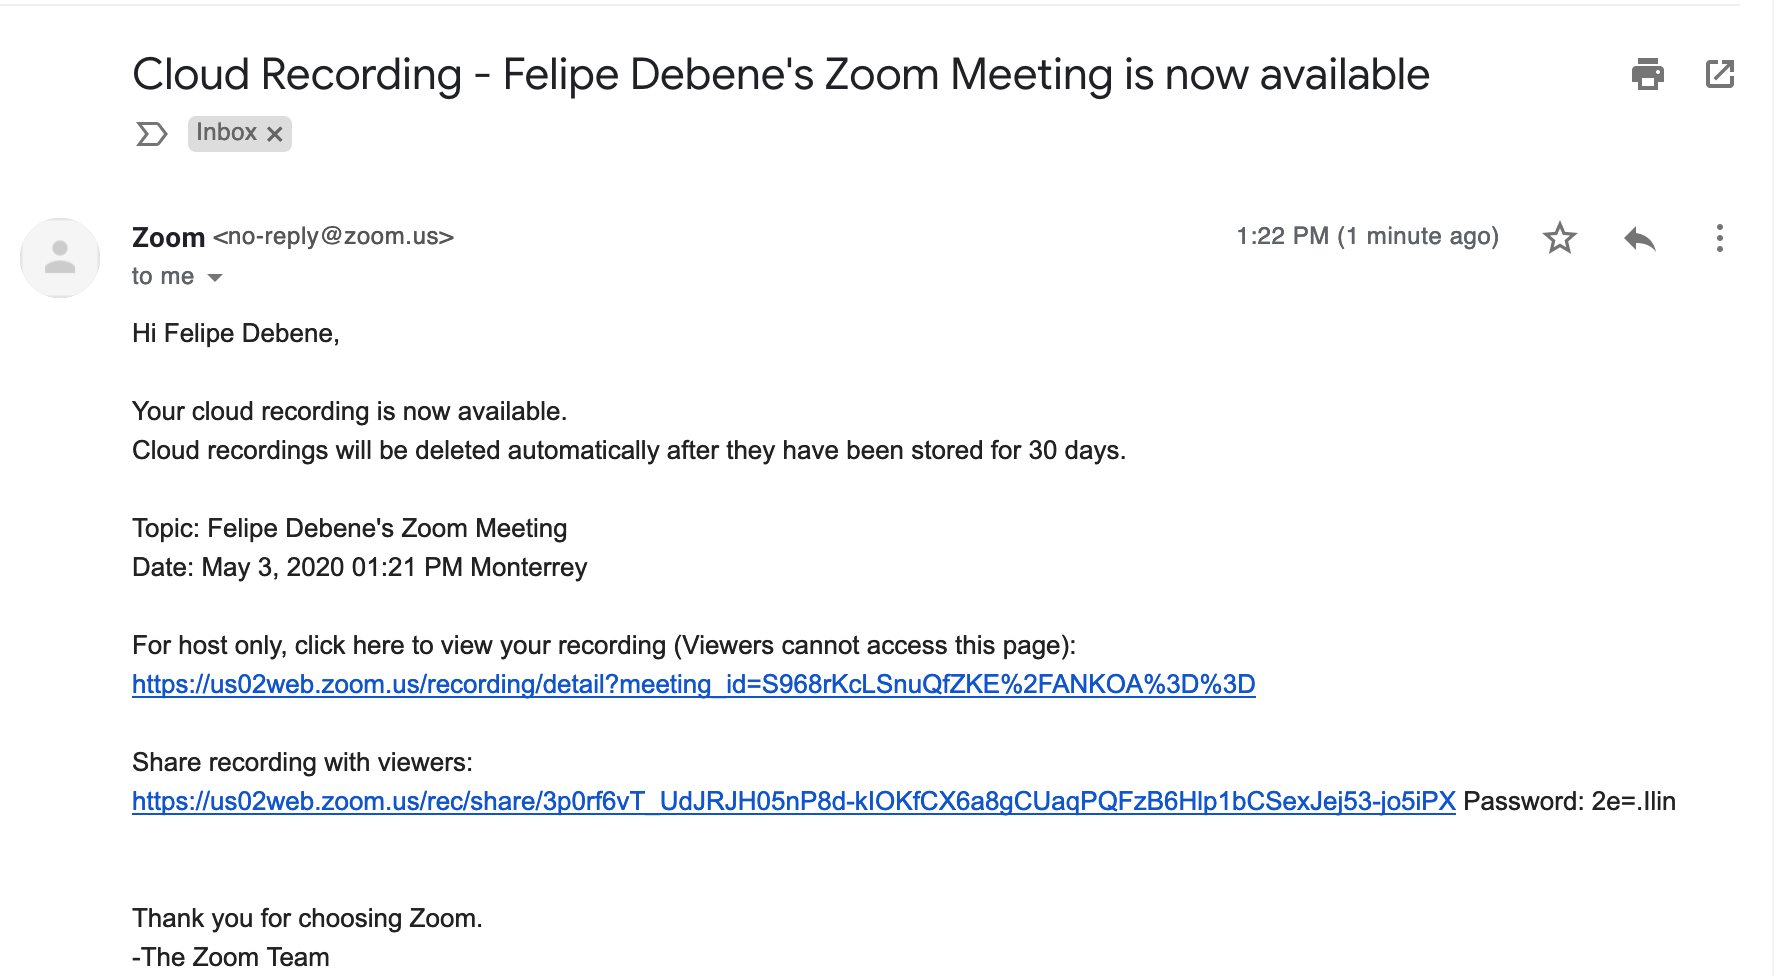 Cloud Recording - Felipe Debene's Zoom Meeting is now available
Inbox
Zoom <no-reply@zoom.us>
1:22 PM (1 minute ago)
to me
Hi Felipe Debene,
Your cloud recording is now available.
Cloud recordings will be deleted automatically after they have been stored for 30 days.
Topic: Felipe Debene's Zoom Meeting
Date: May 3, 2020 01:21 PM Monterrey
For host only, click here to view your recording (Viewers cannot access this page):
https://us02web.zoom.us/recording/detail?meeting_id=S968rKcLSnuQfZKE%2FANKOA%3D%3D
Share recording with viewers:
https://us02web.zoom.us/rec/share/3p0rf6vT_UdJRJH05nP8d-kIOKfCX6a8gCUaqPQFzB6Hlp1bCSexJej53-jo5iPX Password: 2e=.Ilin
Thank you for choosing Zoom.
-The Zoom Team